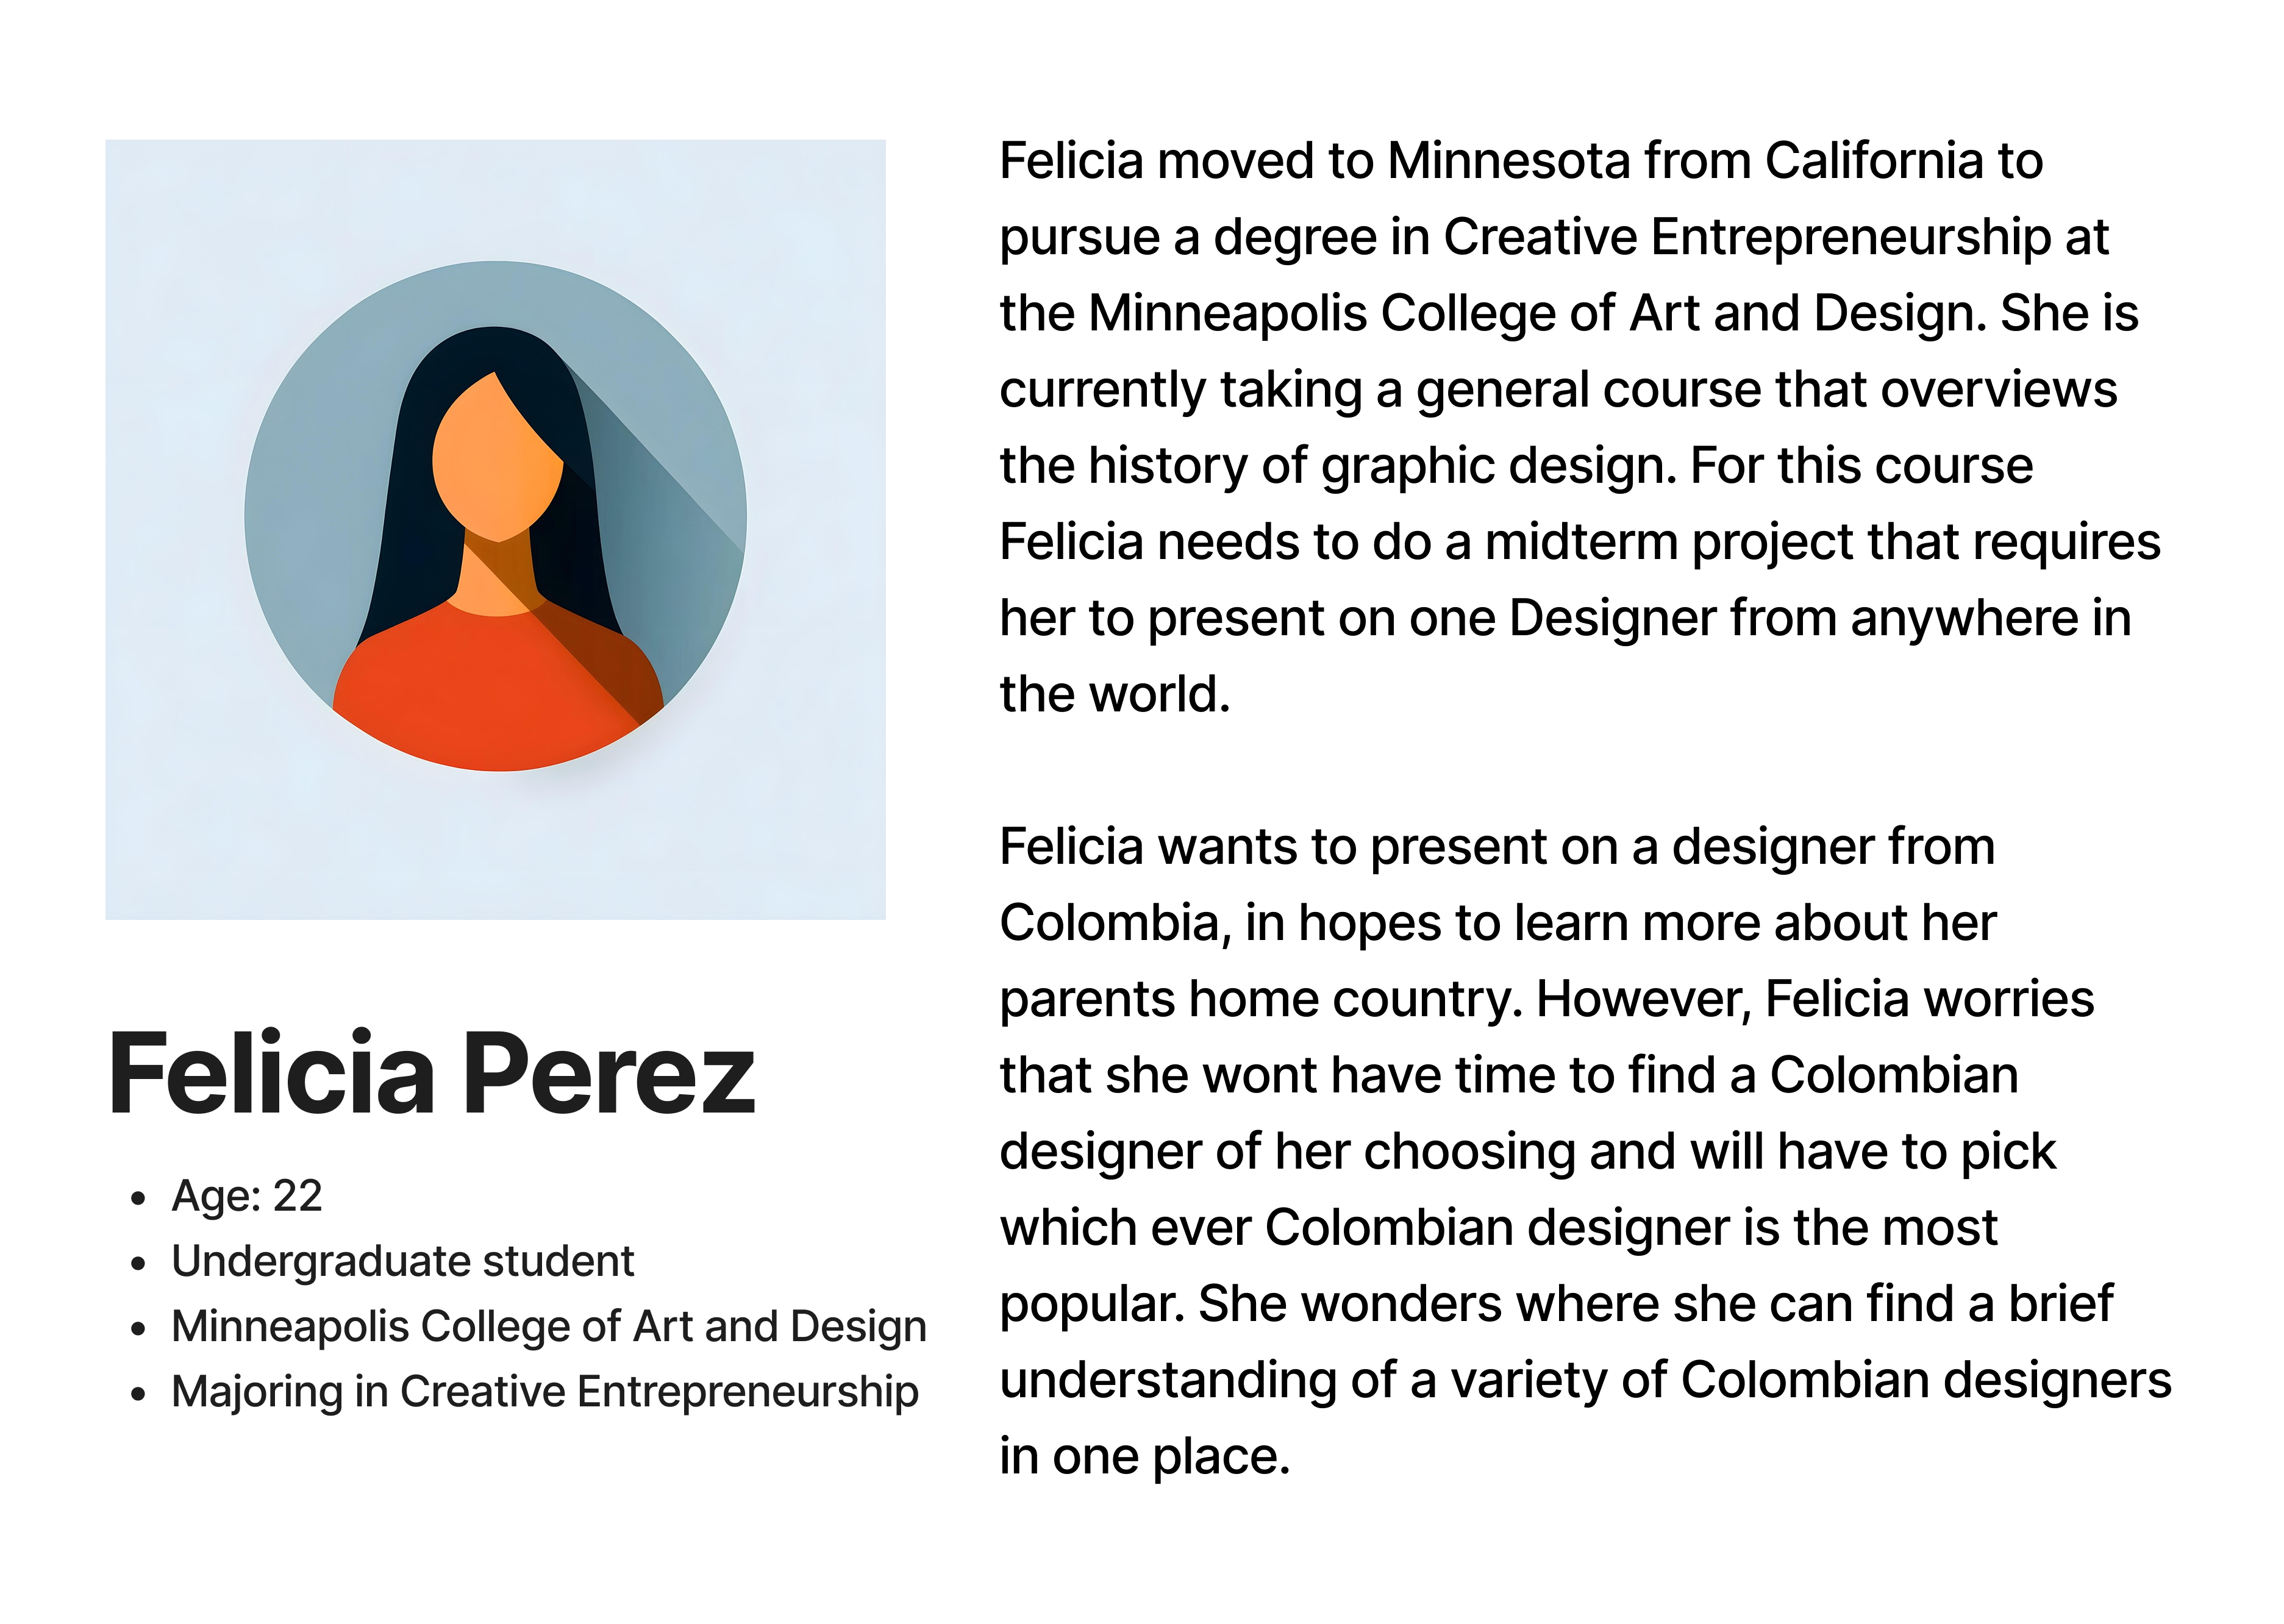 Felicia Perez
• Age: 22
• Undergraduate student
• Minneapolis College of Art and Design
• Majoring in Creative Entrepreneurship
Felicia moved to Minnesota from California to
pursue a degree in Creative Entrepreneurship at
the Minneapolis College of Art and Design. She is
currently taking a general course that overviews
the history of graphic design. For this course
Felicia needs to do a midterm project that requires
her to present on one Designer from anywhere in
the world.
Felicia wants to present on a designer from
Colombia, in hopes to learn more about her
parents home country. However, Felicia worries
that she wont have time to find a Colombian
designer of her choosing and will have to pick
which ever Colombian designer is the most
popular. She wonders where she can find a brief
understanding of a variety of Colombian designers
in one place.